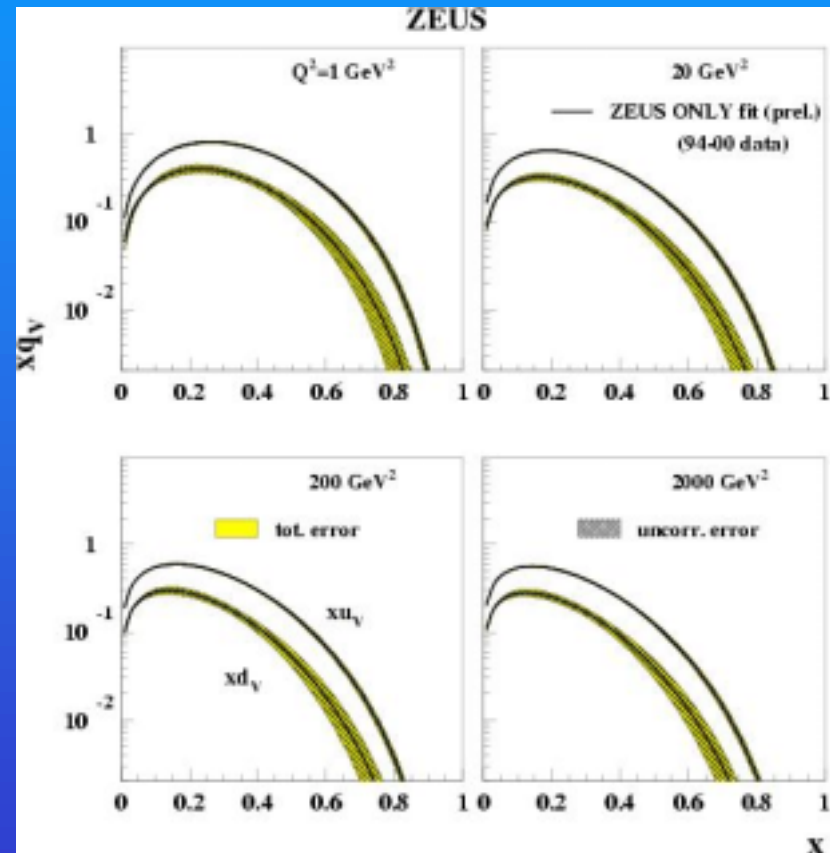 ZEUS
Q²=1 GeV²
20 GeV²
ZEUS ONLY fit (prel.)
(94-00 data)
1
10⁻¹
10⁻²
xqᵥ
0 0.2 0.4 0.6 0.8 1 0 0.2 0.4 0.6 0.8 1
200 GeV²
2000 GeV²
tot. error
uncorr. error
1
xuᵥ
10⁻¹
xdᵥ
10⁻²
0 0.2 0.4 0.6 0.8 1 0 0.2 0.4 0.6 0.8 1
x